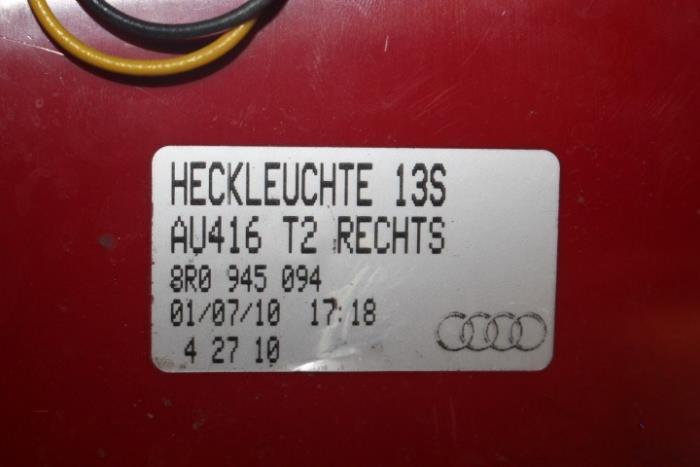 HECKLEUCHTE 13S
AU416 T2 RECHTS
8R0 945 094
01/07/10 17:18
4 27 10